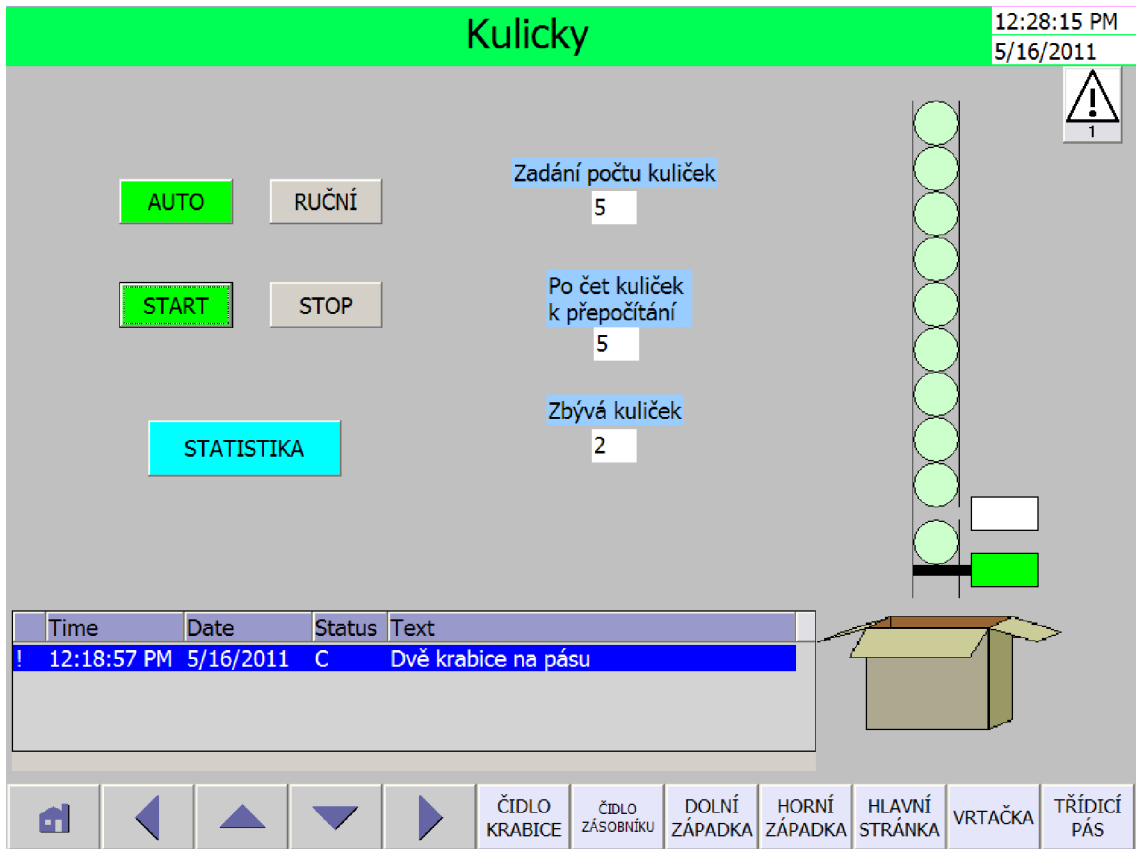 Kulicky
12:28:15 PM
5/16/2011
1
AUTO
RUČNÍ
Zadání počtu kuliček
5
START
STOP
Po čet kuliček
k přepočítání
5
STATISTIKA
Zbývá kuliček
2
Time Date Status Text
! 12:18:57 PM 5/16/2011 C Dvě krabice na pásu
ČIDLO
KRABICE
ČIDLO
ZÁSOBNÍKU
DOLNÍ
ZÁPADKA
HORNÍ
ZÁPADKA
HLAVNÍ
STRÁNKA
VRTAČKA
TŘÍDICÍ
PÁS